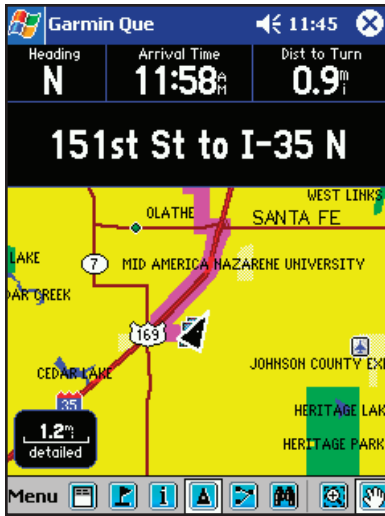 Garmin Que 11:45
Heading Arrival Time Dist to Turn
N 11:58AM 0.9mi
151st St to I-35 N
WEST LINKS
OLATHE SANTA FE
LAKE 7 MID AMERICA NAZARENE UNIVERSITY
DAR CREEK
169
CEDAR LAKE JOHNSON COUNTY EXE
35
HERITAGE LAK
1.2mi
detailed HERITAGE PARK
Menu